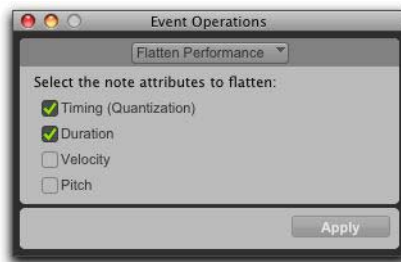 Event Operations
Flatten Performance
Select the note attributes to flatten:
Timing (Quantization)
Duration
Velocity
Pitch
Apply